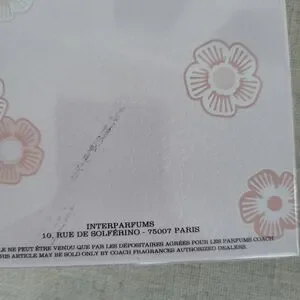 INTERPARFUMS
10, RUE DE SOLFÉRINO - 75007 PARIS
LE NE PEUT ÊTRE VENDU QUE PAR LES DÉPOSITAIRES AGRÉÉS POUR LES PARFUMS COACH
THIS ARTICLE MAY BE SOLD ONLY BY COACH FRAGRANCES AUTHORIZED DEALERS.